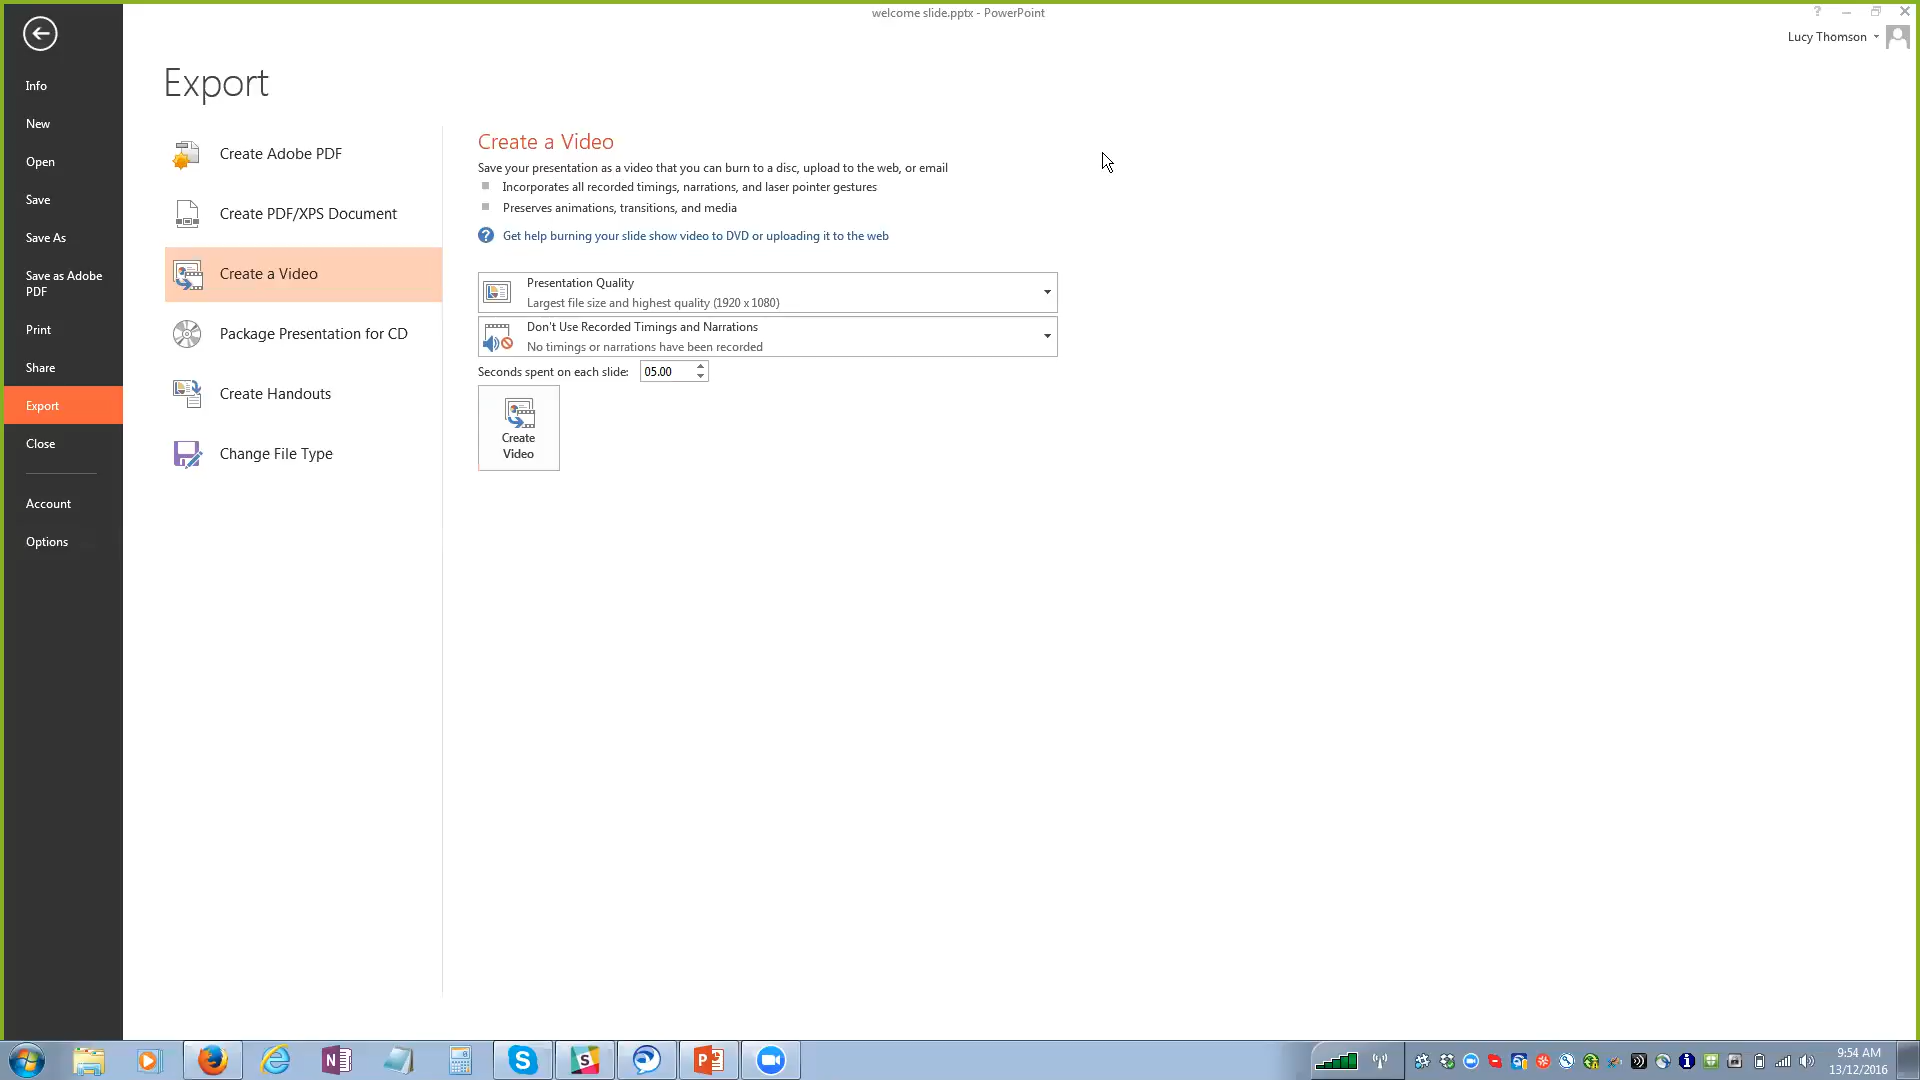 welcome slide.pptx - PowerPoint
Lucy Thomson
Info
New
Open
Save
Save As
Save as Adobe
PDF
Print
Share
Export
Close
Account
Options
Export
Create Adobe PDF
Create PDF/XPS Document
Create a Video
Package Presentation for CD
Create Handouts
Change File Type
Create a Video
Save your presentation as a video that you can burn to a disc, upload to the web, or email
Incorporates all recorded timings, narrations, and laser pointer gestures
Preserves animations, transitions, and media
Get help burning your slide show video to DVD or uploading it to the web
Presentation Quality
Largest file size and highest quality (1920 x 1080)
Don't Use Recorded Timings and Narrations
No timings or narrations have been recorded
Seconds spent on each slide: 05.00
Create
Video
9:54 AM
13/12/2016